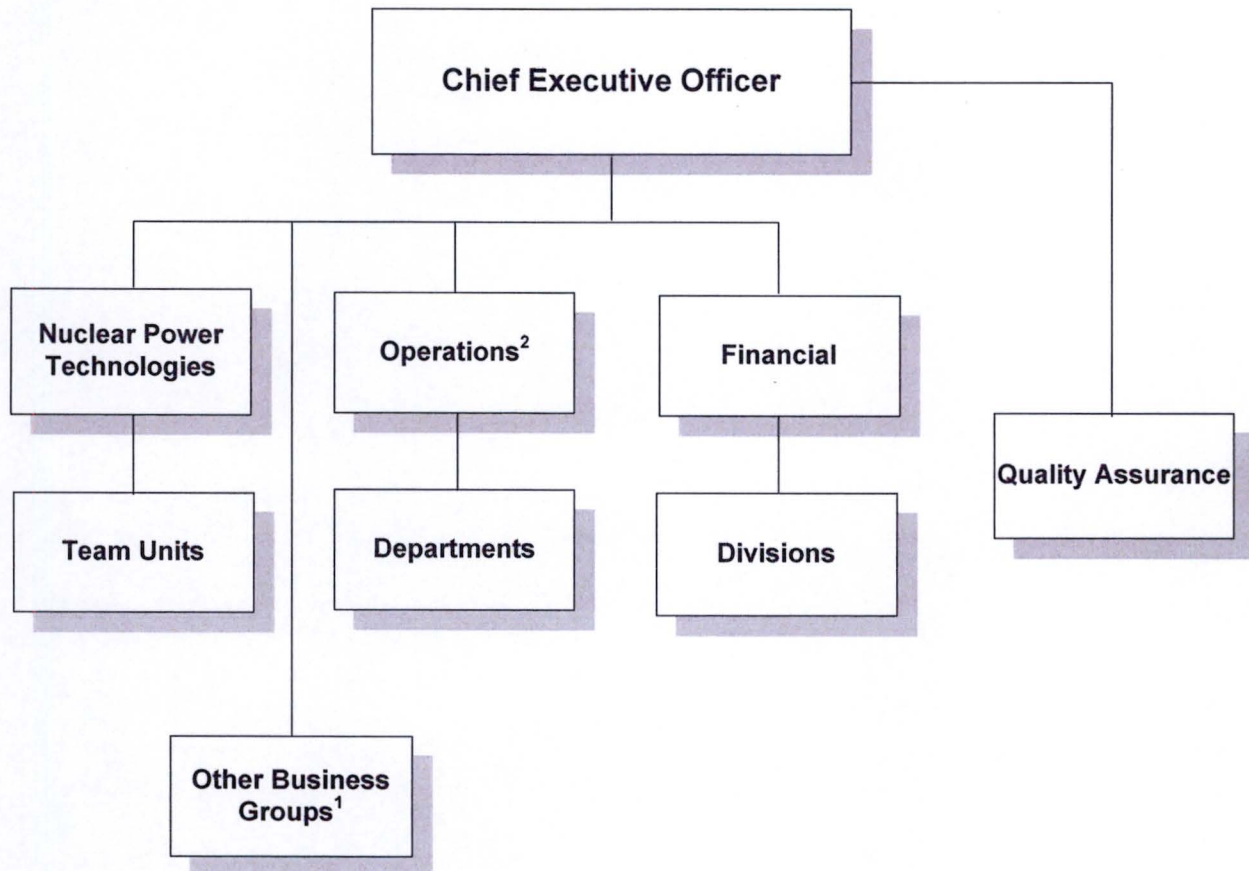 Chief Executive Officer
Nuclear Power
Technologies
Operations²
Financial
Quality Assurance
Team Units
Departments
Divisions
Other Business
Groups¹